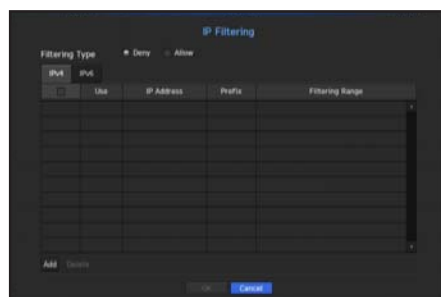 IP Filtering
Filtering Type Deny Allow
IPv4 IPv6
Use IP Address Prefix Filtering Range
Add Delete
OK Cancel